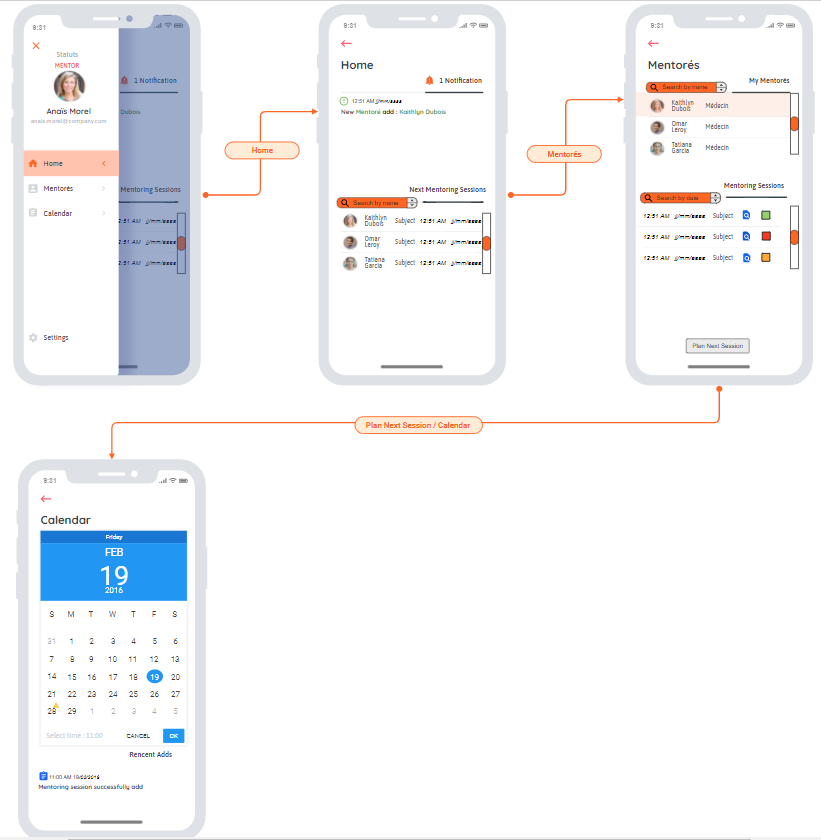 9:31
Statuts
MENTOR
Anaïs Morel
anais.morel@company.com
Home
Mentorés
Calendar
Settings
1 Notification
Dubois
Mentoring Sessions
12:51 AM jj/mm/aaaa
12:51 AM jj/mm/aaaa
12:51 AM jj/mm/aaaa
Home
9:31
Home
1 Notification
12:51 AM jj/mm/aaaa
New Mentoré add : Kaithlyn Dubois
Next Mentoring Sessions
Search by name
Kaithlyn Dubois Subject 12:51 AM jj/mm/aaaa
Omar Leroy Subject 12:51 AM jj/mm/aaaa
Tatiana Garcia Subject 12:51 AM jj/mm/aaaa
Mentorés
9:31
Mentorés
My Mentorés
Search by name
Kaithlyn Dubois Médecin
Omar Leroy Médecin
Tatiana Garcia Médecin
Mentoring Sessions
Search by date
12:51 AM jj/mm/aaaa Subject
12:51 AM jj/mm/aaaa Subject
12:51 AM jj/mm/aaaa Subject
Plan Next Session
Plan Next Session / Calendar
9:31
Calendar
Friday
FEB
19
2016
S M T W T F S
31 1 2 3 4 5 6
7 8 9 10 11 12 13
14 15 16 17 18 19 20
21 22 23 24 25 26 27
28 29 1 2 3 4 5
Select time : 11:00 CANCEL OK
Rencent Adds
11:00 AM 19/02/2016
Mentoring session successfully add